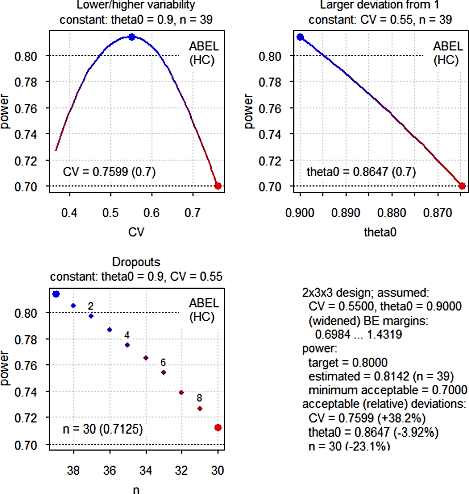 Lower/higher variability
constant: theta0 = 0.9, n = 39
ABEL
(HC)
power
0.80
0.78
0.76
0.74
0.72
0.70
CV = 0.7599 (0.7)
0.4 0.5 0.6 0.7
CV
Larger deviation from 1
constant: CV = 0.55, n = 39
ABEL
(HC)
power
0.80
0.78
0.76
0.74
0.72
0.70
theta0 = 0.8647 (0.7)
0.900 0.890 0.880 0.870
theta0
Dropouts
constant: theta0 = 0.9, CV = 0.55
ABEL
(HC)
power
0.80
0.78
0.76
0.74
0.72
0.70
2
4
6
8
n = 30 (0.7125)
38 36 34 32 30
n
2x3x3 design; assumed:
CV = 0.5500, theta0 = 0.9000
(widened) BE margins:
0.6984 ... 1.4319
power:
target = 0.8000
estimated = 0.8142 (n = 39)
minimum acceptable = 0.7000
acceptable (relative) deviations:
CV = 0.7599 (+38.2%)
theta0 = 0.8647 (-3.92%)
n = 30 (-23.1%)